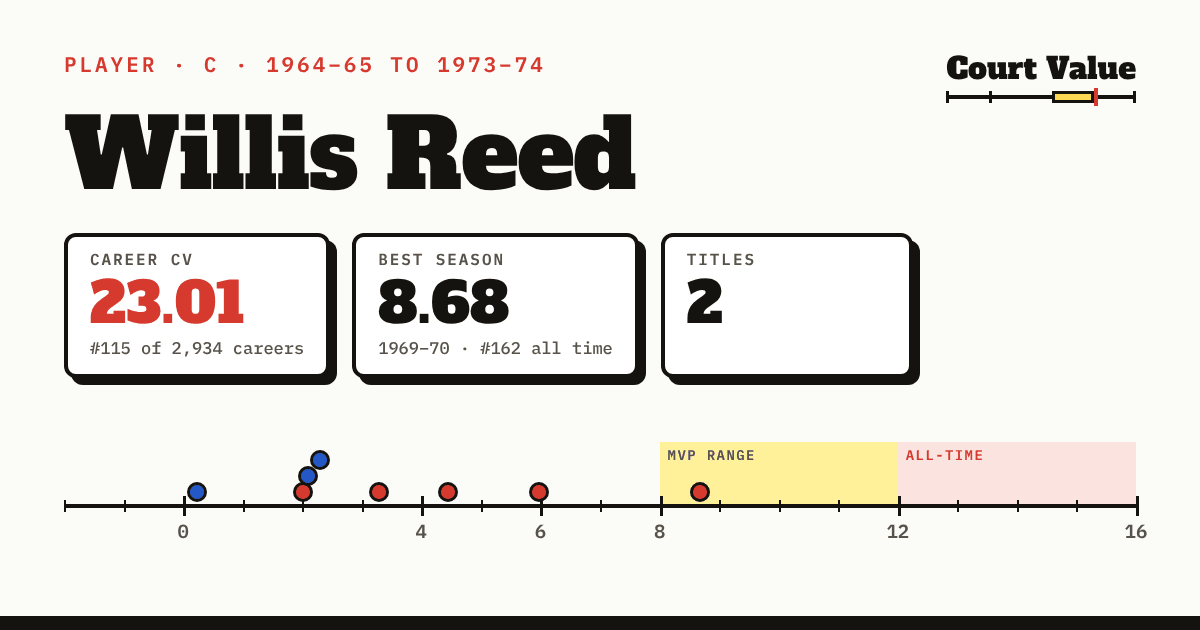 PLAYER · C · 1964–65 TO 1973–74
Court Value
Willis Reed
CAREER CV
23.01
#115 of 2,934 careers
BEST SEASON
8.68
1969–70 · #162 all time
TITLES
2
MVP RANGE
ALL-TIME
0 4 6 8 12 16